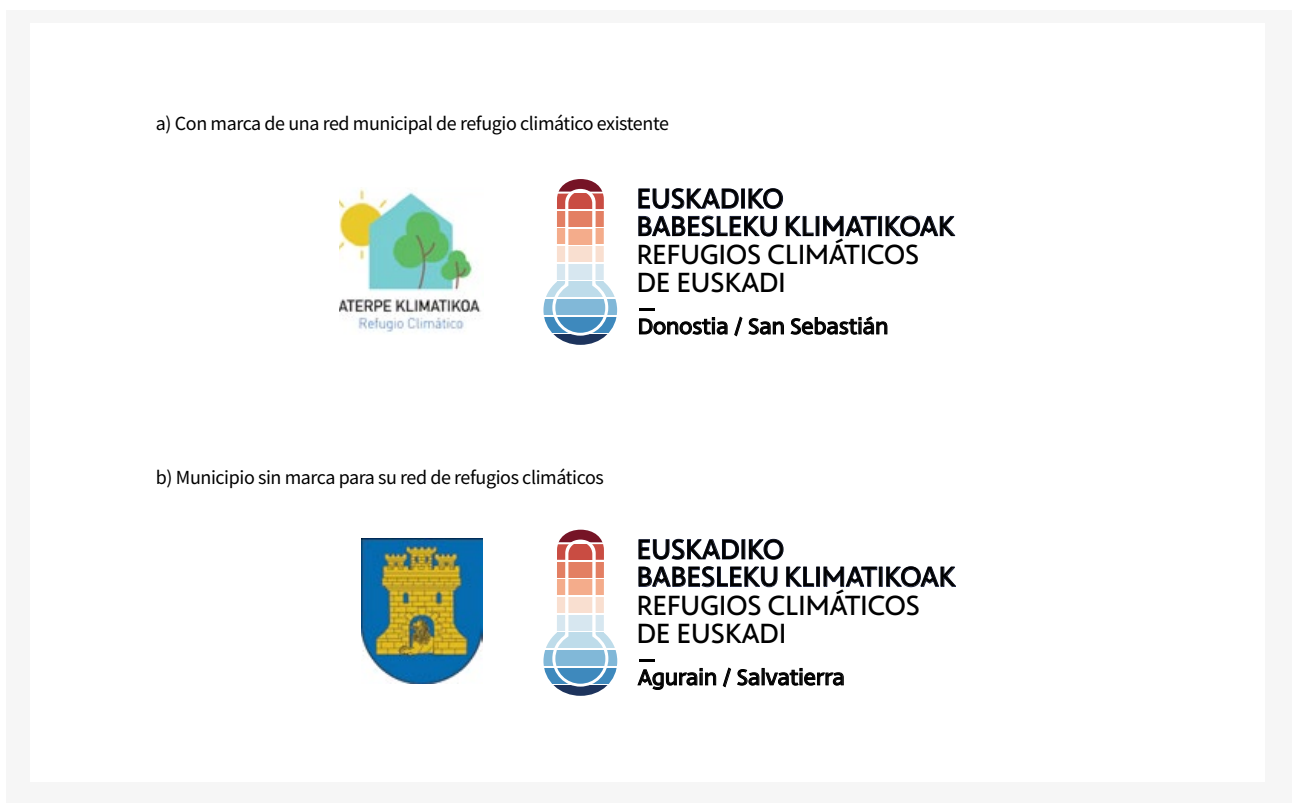 a) Con marca de una red municipal de refugio climático existente
ATERPE KLIMATIKOA
Refugio Climático
EUSKADIKO
BABESLEKU KLIMATIKOAK
REFUGIOS CLIMÁTICOS
DE EUSKADI
Donostia / San Sebastián
b) Municipio sin marca para su red de refugios climáticos
EUSKADIKO
BABESLEKU KLIMATIKOAK
REFUGIOS CLIMÁTICOS
DE EUSKADI
Agurain / Salvatierra